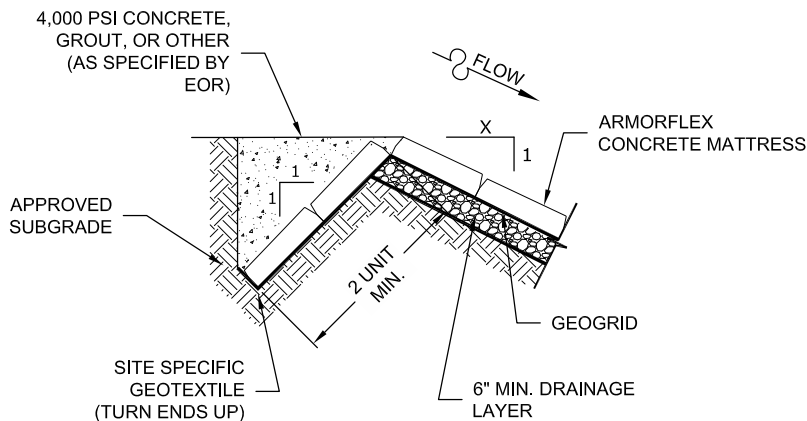 4,000 PSI CONCRETE,
GROUT, OR OTHER
(AS SPECIFIED BY
EOR)
FLOW
X
1
ARMORFLEX
CONCRETE MATTRESS
1
1
APPROVED
SUBGRADE
2 UNIT
MIN.
GEOGRID
SITE SPECIFIC
GEOTEXTILE
(TURN ENDS UP)
6" MIN. DRAINAGE
LAYER